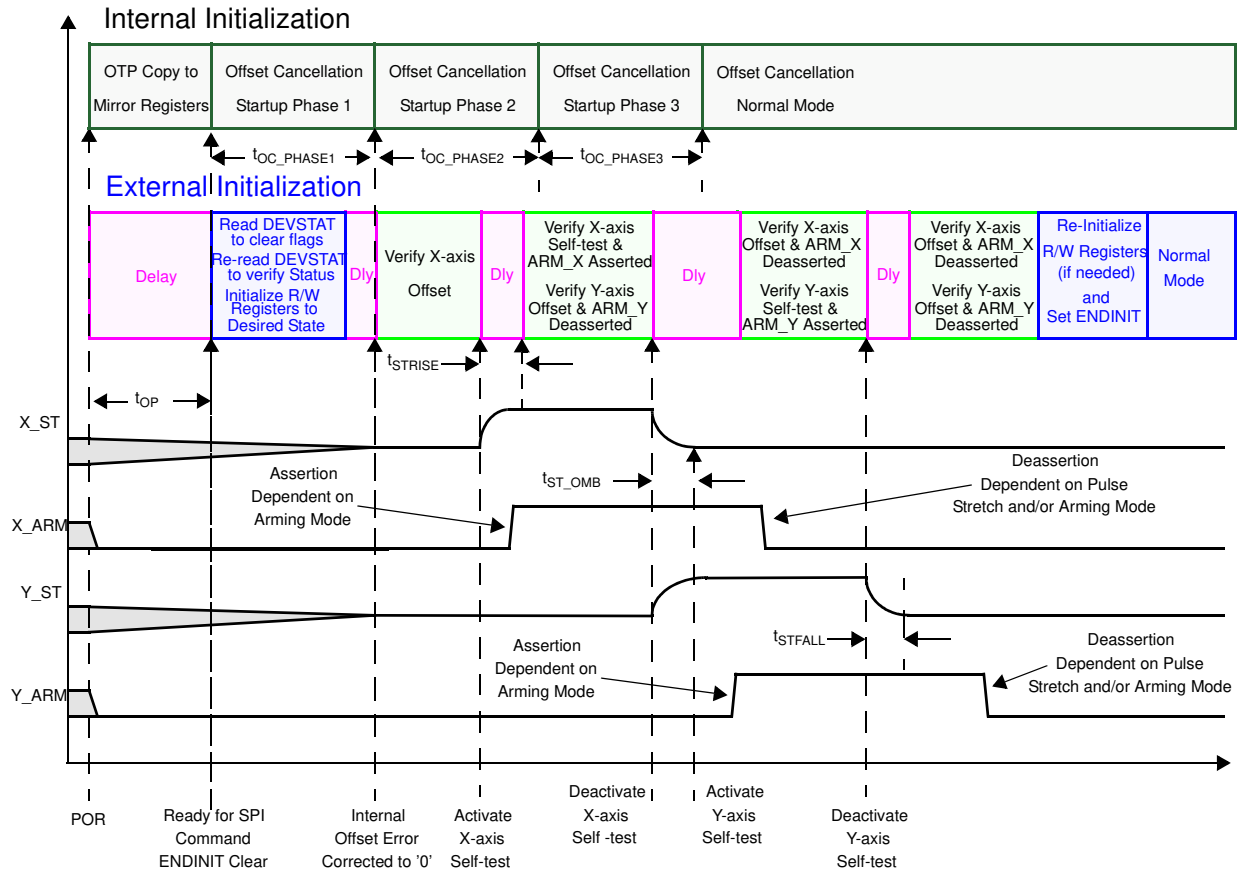 Internal Initialization
OTP Copy to
Mirror Registers
Offset Cancellation
Startup Phase 1
Offset Cancellation
Startup Phase 2
Offset Cancellation
Startup Phase 3
Offset Cancellation
Normal Mode
tOC_PHASE1
tOC_PHASE2
tOC_PHASE3
External Initialization
Delay
Read DEVSTAT
to clear flags
Re-read DEVSTAT
to verify Status
Initialize R/W
Registers to
Desired State
Dly
Verify X-axis
Offset
Dly
Verify X-axis
Self-test &
ARM_X Asserted
Verify Y-axis
Offset & ARM_Y
Deasserted
Dly
Verify X-axis
Offset & ARM_X
Deasserted
Verify Y-axis
Self-test &
ARM_Y Asserted
Dly
Verify X-axis
Offset & ARM_X
Deasserted
Verify Y-axis
Offset & ARM_Y
Deasserted
Re-Initialize
R/W Registers
(if needed)
and
Set ENDINIT
Normal
Mode
tSTRISE
tOP
X_ST
Assertion
Dependent on
Arming Mode
tST_OMB
Deassertion
Dependent on Pulse
Stretch and/or Arming Mode
X_ARM
Y_ST
Assertion
Dependent on
Arming Mode
tSTFALL
Deassertion
Dependent on Pulse
Stretch and/or Arming Mode
Y_ARM
POR
Ready for SPI
Command
ENDINIT Clear
Internal
Offset Error
Corrected to '0'
Activate
X-axis
Self-test
Deactivate
X-axis
Self -test
Activate
Y-axis
Self-test
Deactivate
Y-axis
Self-test